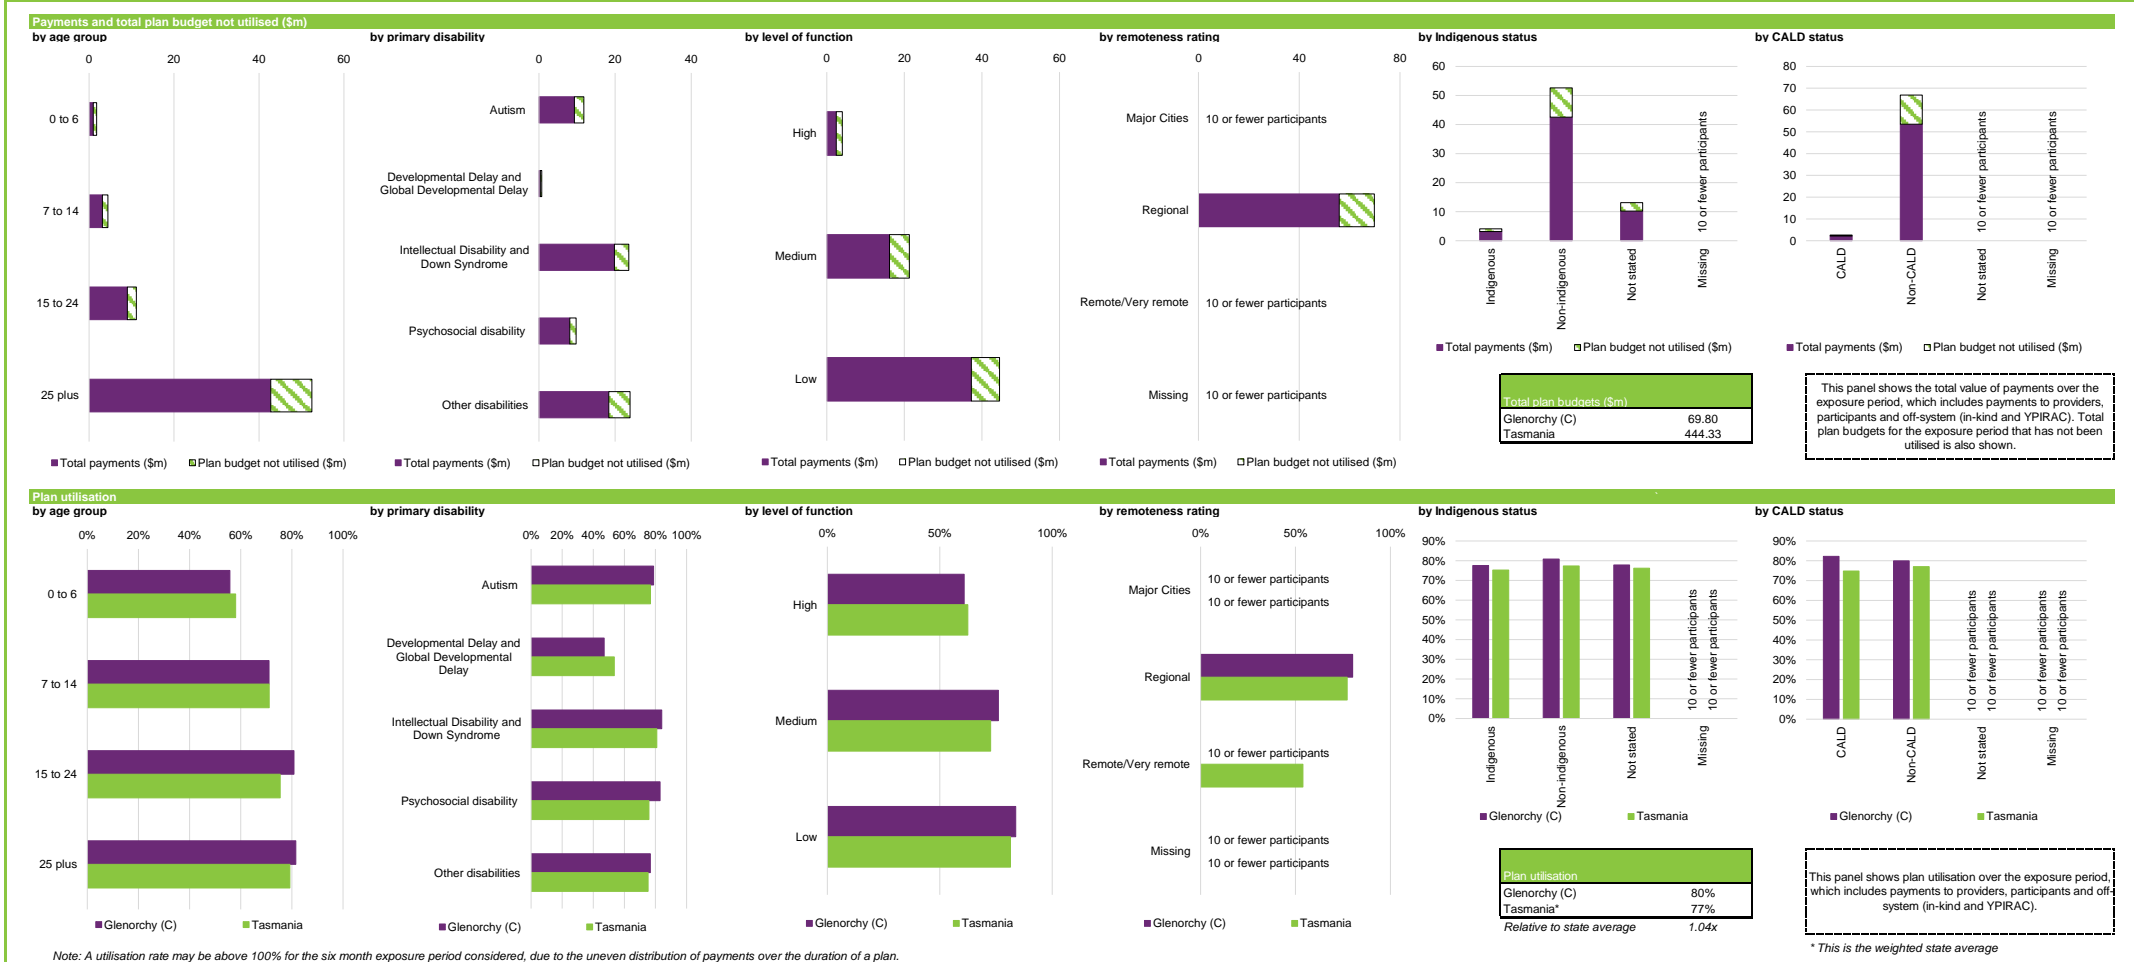 Payments and total plan budget not utilised ($m)
by age group
0 20 40 60
0 to 6
7 to 14
15 to 24
25 plus
Total payments ($m) Plan budget not utilised ($m)
by primary disability
0 20 40
Autism
Developmental Delay and
Global Developmental Delay
Intellectual Disability and
Down Syndrome
Psychosocial disability
Other disabilities
Total payments ($m) Plan budget not utilised ($m)
by level of function
0 20 40 60
High
Medium
Low
Total payments ($m) Plan budget not utilised ($m)
by remoteness rating
0 40 80
Major Cities 10 or fewer participants
Regional
Remote/Very remote 10 or fewer participants
Missing 10 or fewer participants
Total payments ($m) Plan budget not utilised ($m)
by Indigenous status
60
50
40
30
20
10
0
10 or fewer participants
Indigenous
Non-indigenous
Not stated
Missing
Total payments ($m) Plan budget not utilised ($m)
Total plan budgets ($m)
Glenorchy (C) 69.80
Tasmania 444.33
by CALD status
80
70
60
50
40
30
20
10
0
10 or fewer participants
10 or fewer participants
CALD
Non-CALD
Not stated
Missing
Total payments ($m) Plan budget not utilised ($m)
This panel shows the total value of payments over the
exposure period, which includes payments to providers,
participants and off-system (in-kind and YPIRAC). Total
plan budgets for the exposure period that has not been
utilised is also shown.
Plan utilisation
by age group
0% 20% 40% 60% 80% 100%
0 to 6
7 to 14
15 to 24
25 plus
Glenorchy (C) Tasmania
by primary disability
0% 20% 40% 60% 80% 100%
Autism
Developmental Delay and
Global Developmental
Delay
Intellectual Disability and
Down Syndrome
Psychosocial disability
Other disabilities
Glenorchy (C) Tasmania
by level of function
0% 50% 100%
High
Medium
Low
Glenorchy (C) Tasmania
by remoteness rating
0% 50% 100%
Major Cities
10 or fewer participants
10 or fewer participants
Regional
Remote/Very remote
10 or fewer participants
Missing
10 or fewer participants
10 or fewer participants
Glenorchy (C) Tasmania
by Indigenous status
90%
80%
70%
60%
50%
40%
30%
20%
10%
0%
10 or fewer participants
10 or fewer participants
Indigenous
Non-indigenous
Not stated
Missing
Glenorchy (C) Tasmania
Plan utilisation
Glenorchy (C) 80%
Tasmania* 77%
Relative to state average 1.04x
by CALD status
90%
80%
70%
60%
50%
40%
30%
20%
10%
0%
10 or fewer participants
10 or fewer participants
10 or fewer participants
10 or fewer participants
CALD
Non-CALD
Not stated
Missing
Glenorchy (C) Tasmania
This panel shows plan utilisation over the exposure period,
which includes payments to providers, participants and off-
system (in-kind and YPIRAC).
* This is the weighted state average
Note: A utilisation rate may be above 100% for the six month exposure period considered, due to the uneven distribution of payments over the duration of a plan.